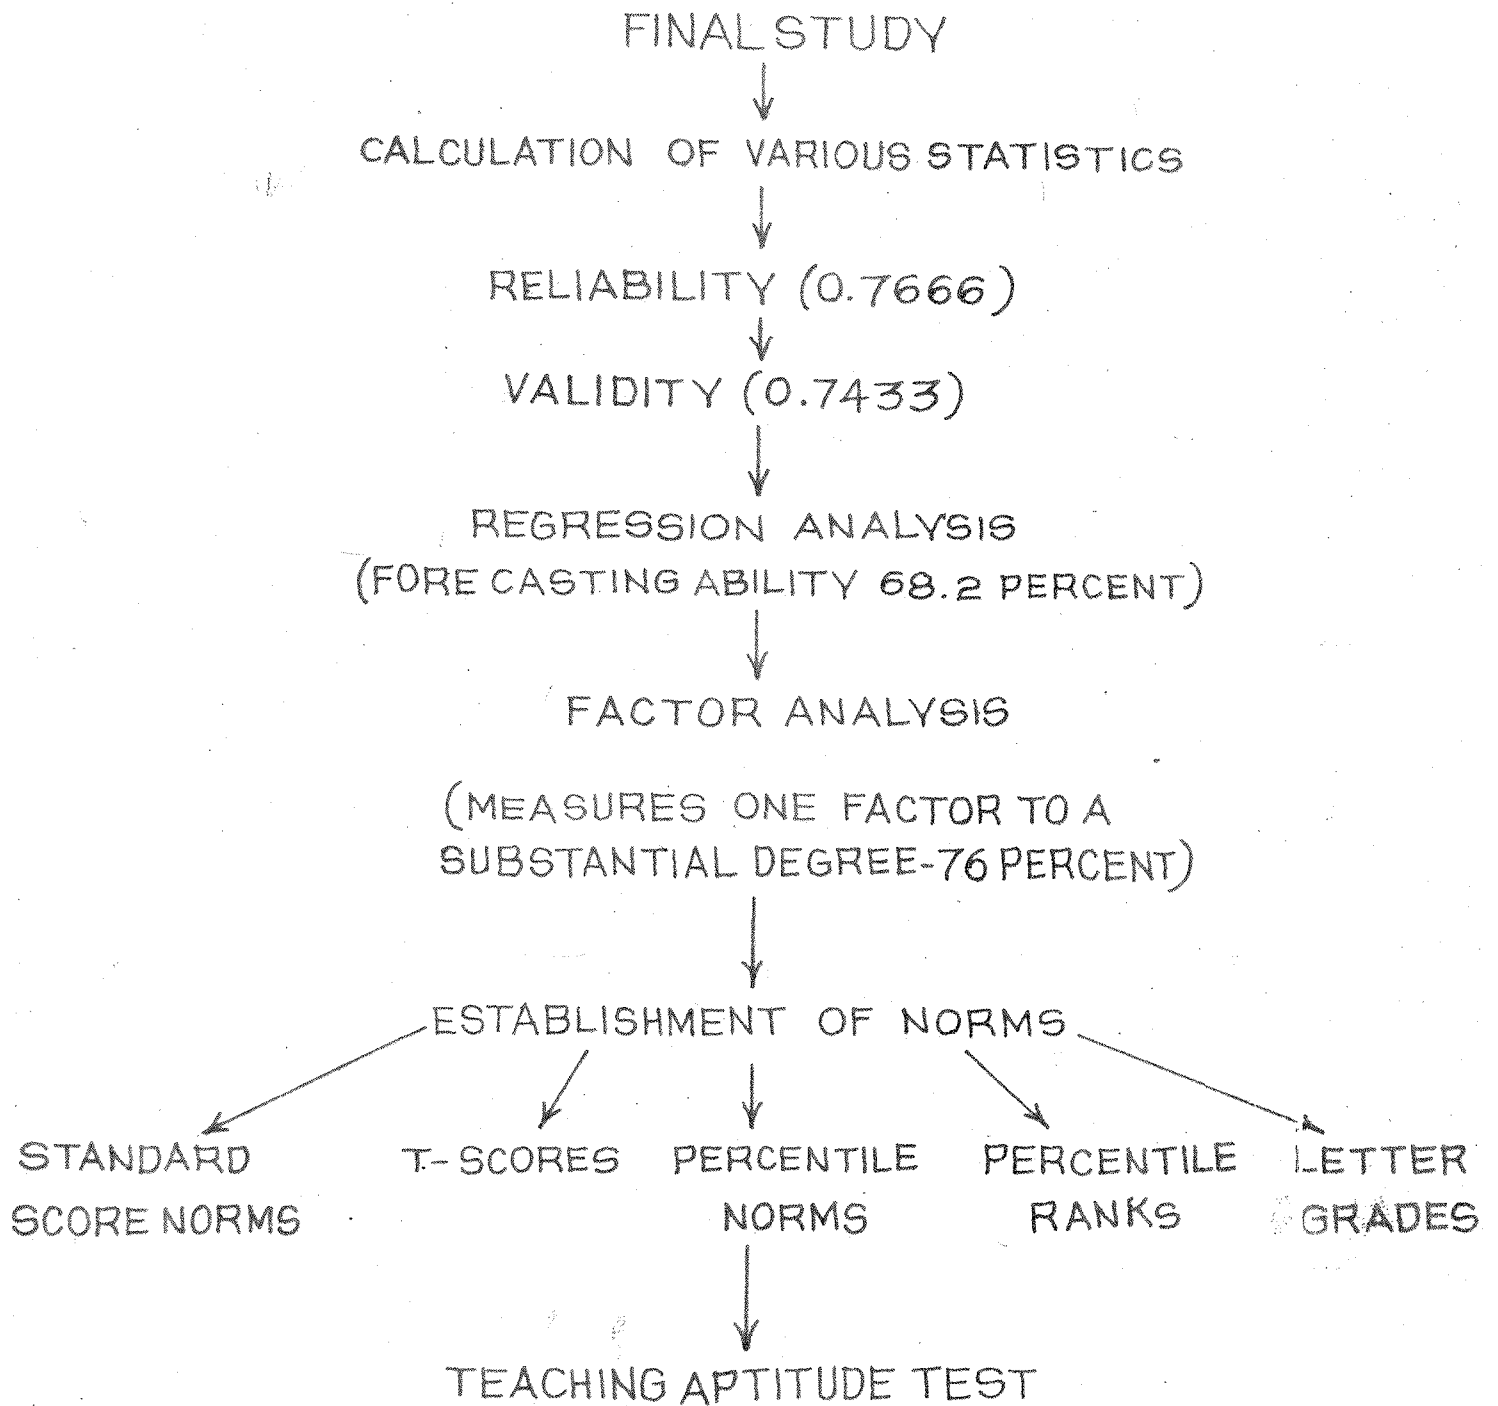 FINAL STUDY
CALCULATION OF VARIOUS STATISTICS
RELIABILITY (0.7666)
VALIDITY (0.7433)
REGRESSION ANALYSIS
(FORE CASTING ABILITY 68.2 PERCENT)
FACTOR ANALYSIS
(MEASURES ONE FACTOR TO A
SUBSTANTIAL DEGREE-76 PERCENT)
ESTABLISHMENT OF NORMS
STANDARD
SCORE NORMS
T-SCORES
PERCENTILE
NORMS
PERCENTILE
RANKS
LETTER
GRADES
TEACHING APTITUDE TEST